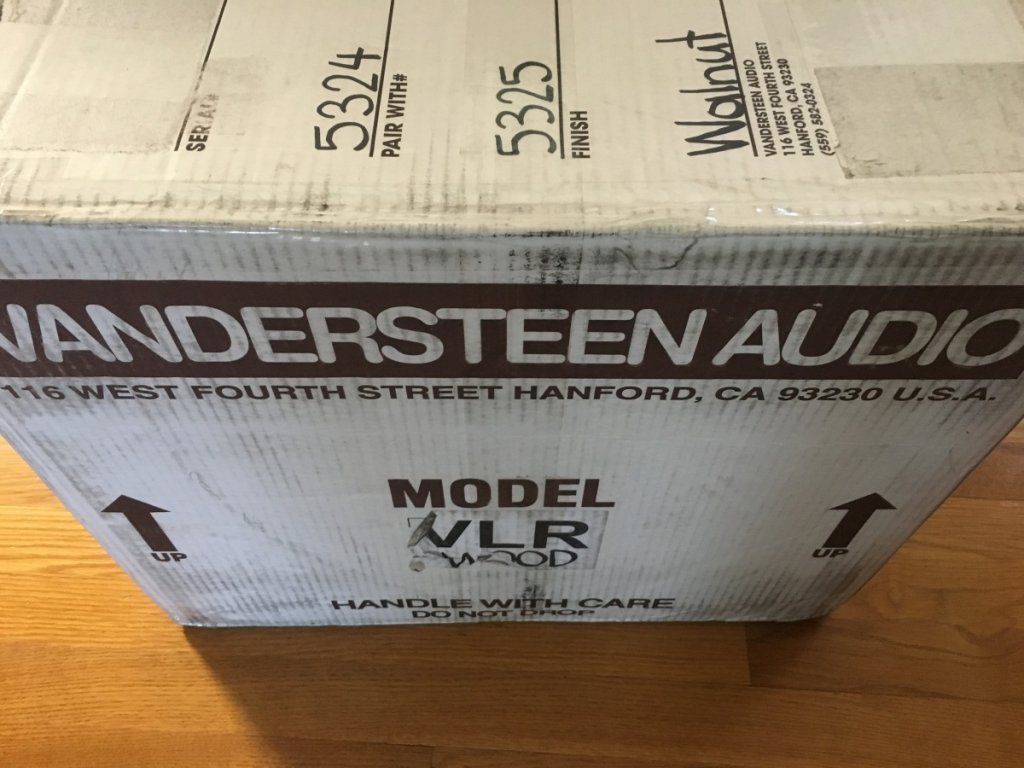 SERIAL#
5324
PAIR WITH#
5325
FINISH
Walnut
VANDERSTEEN AUDIO
116 WEST FOURTH STREET
HANFORD, CA 93230
(559) 582-0324
VANDERSTEEN AUDIO
116 WEST FOURTH STREET HANFORD, CA 93230 U.S.A.
MODEL
VLR
WOOD
UP UP
HANDLE WITH CARE
DO NOT DROP